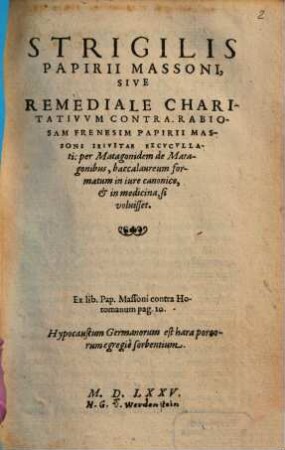 2
STRIGILIS
PAPIRII MASSONI,
SIVE
REMEDIALE CHARI-
TATIVVM CONTRA RABIO-
SAM FRENESIM PAPIRII MAS-
SONI IESVITAE EXCVCVLLA-
ti: per Matagonidem de Mata-
gonibus, baccalaureum for-
matum in iure canonico,
& in medicina, si
voluisset.
Ex lib. Pap. Massoni contra Ho-
tomanum pag. 10.
Hypocaustum Germanorum est hara porco-
rum egregiè sorbentium.
M. D. LXXV.
H. G. T. Werdenstein